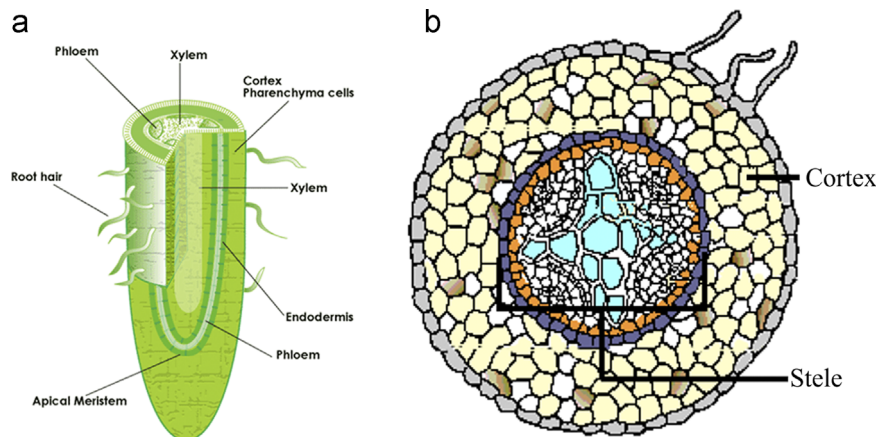 a
Phloem
Xylem
Cortex
Pharenchyma cells
Root hair
Xylem
Endodermis
Phloem
Apical Meristem
b
Cortex
Stele